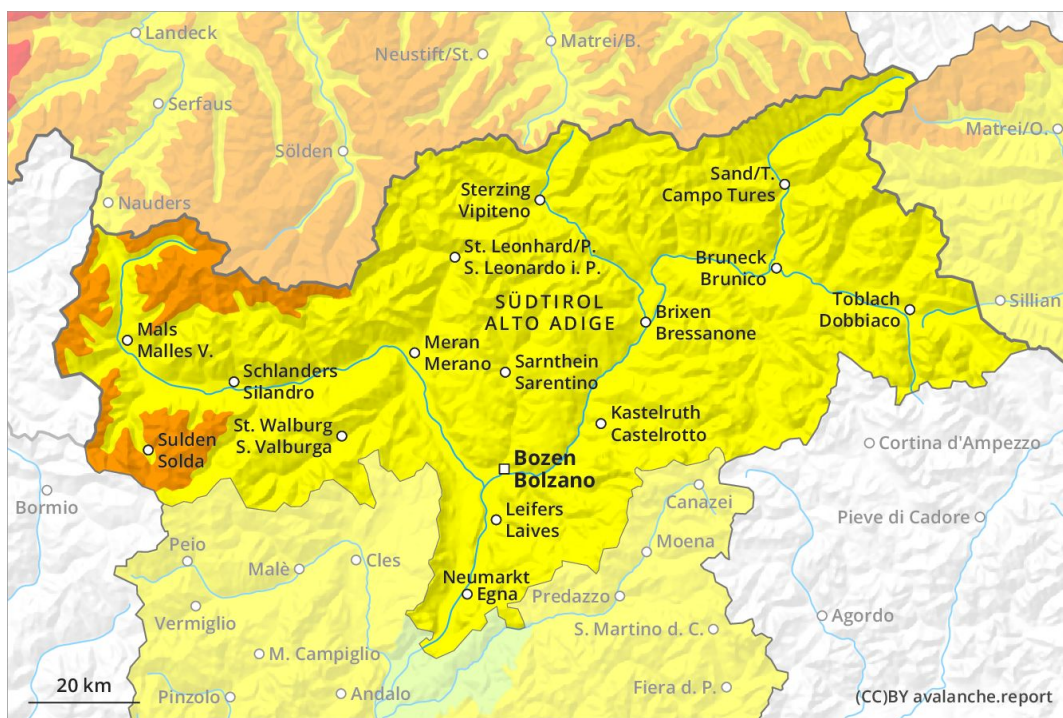 Landeck
Matrei/B.
Neustift/St.
Serfaus
Matrei/O.
Sölden
Sand/T.
Campo Tures
Sterzing
Vipiteno
Nauders
St. Leonhard/P.
S. Leonardo i. P.
Bruneck
Brunico
SÜDTIROL
ALTO ADIGE
Toblach
Dobbiaco
Sillian
Brixen
Bressanone
Mals
Malles V.
Meran
Merano
Sarnthein
Sarentino
Schlanders
Silandro
Kastelruth
Castelrotto
St. Walburg
S. Valburga
Sulden
Solda
Cortina d'Ampezzo
Bozen
Bolzano
Bormio
Canazei
Leifers
Laives
Pieve di Cadore
Peio
Moena
Cles
Malè
Neumarkt
Egna
Predazzo
Vermiglio
Agordo
S. Martino d. C.
M. Campiglio
20 km
Pinzolo
Andalo
Fiera d. P.
(CC)BY avalanche.report